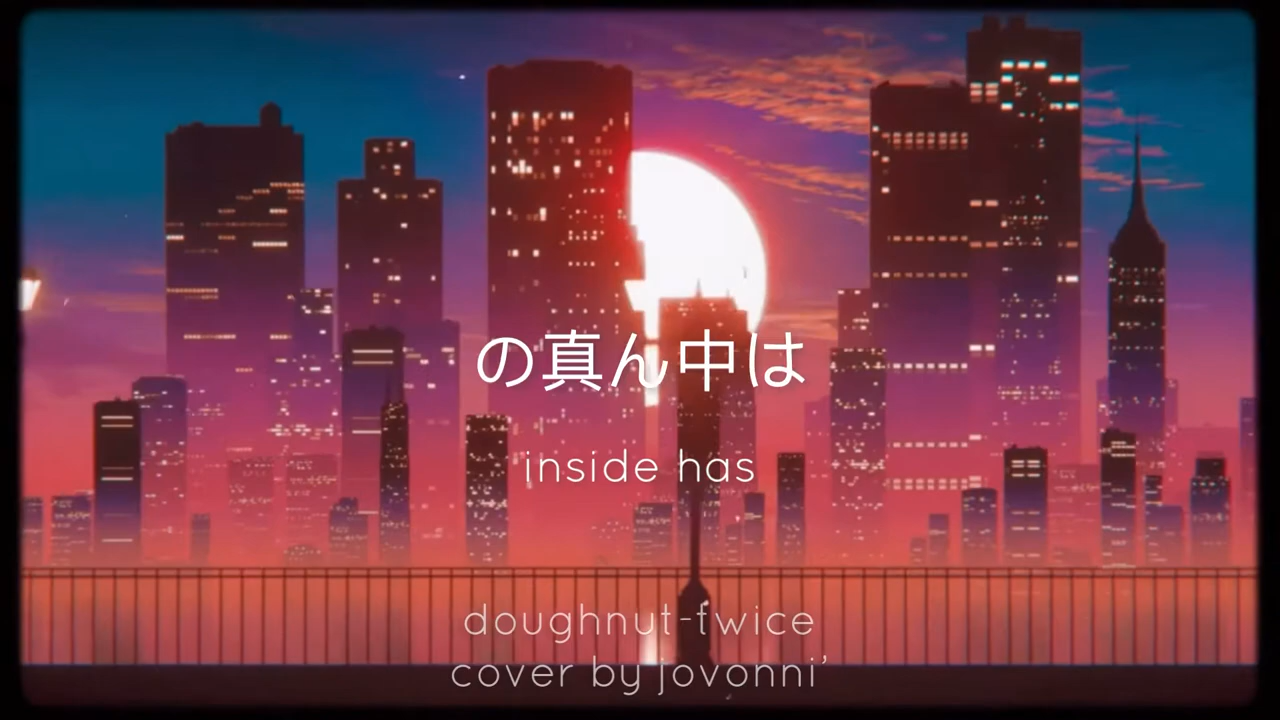 の真ん中は
inside has
doughnut-twice
cover by jovonni'